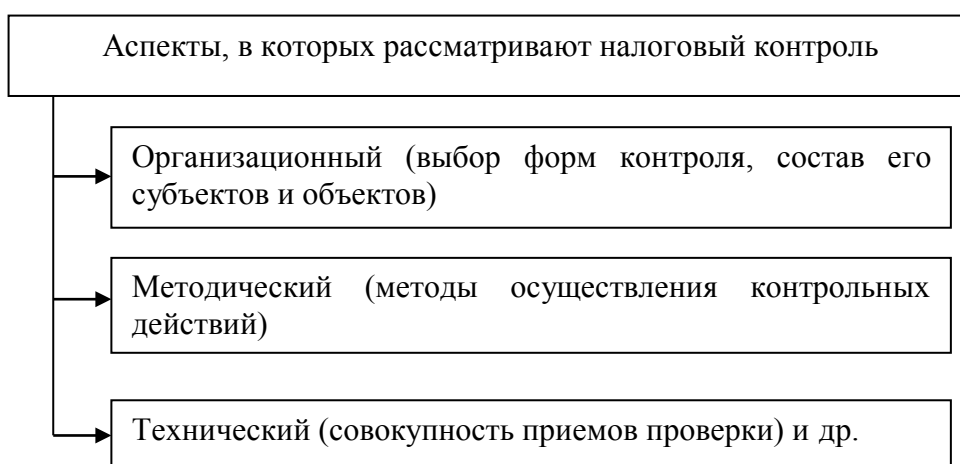 Аспекты, в которых рассматривают налоговый контроль
Организационный (выбор форм контроля, состав его
субъектов и объектов)
Методический (методы осуществления контрольных
действий)
Технический (совокупность приемов проверки) и др.